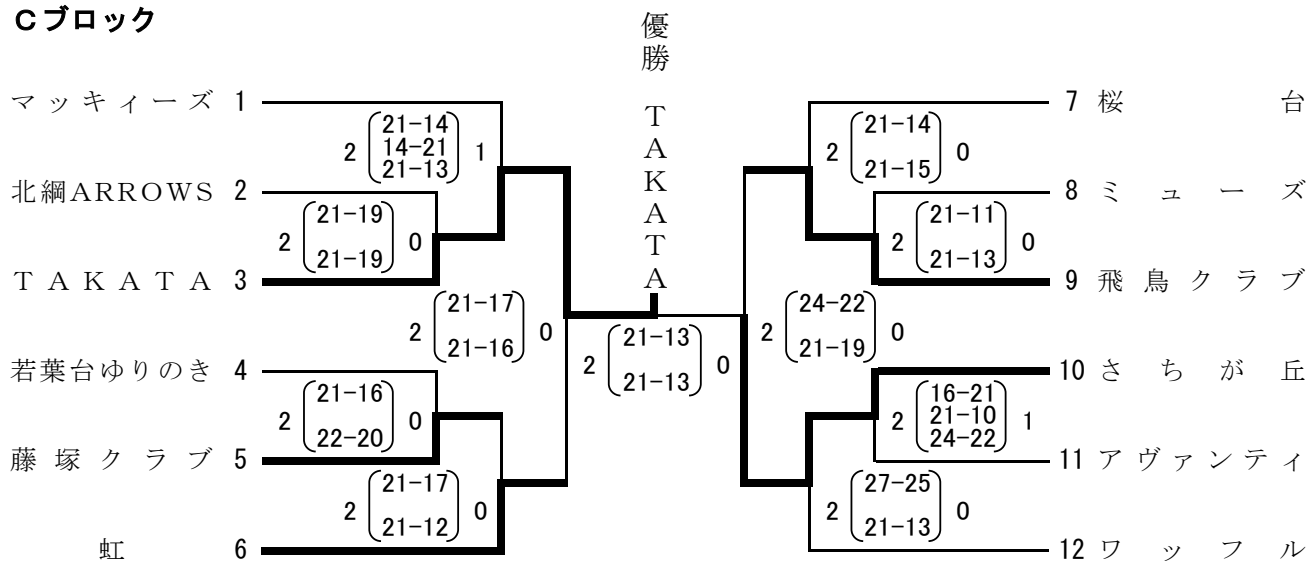 Cブロック
優勝 TAKATA
マッキィーズ 1
2 21-14 14-21 21-13 1
北綱ARROWS 2
2 21-19 21-19 0
TAKATA 3
2 21-17 21-16 0
若葉台ゆりのき 4
2 21-16 22-20 0
藤塚クラブ 5
2 21-17 21-12 0
虹 6
2 21-13 21-13 0
7 桜台
2 21-14 21-15 0
8 ミューズ
2 21-11 21-13 0
9 飛鳥クラブ
2 24-22 21-19 0
10 さちが丘
2 16-21 21-10 24-22 1
11 アヴァンティ
2 27-25 21-13 0
12 ワッフル